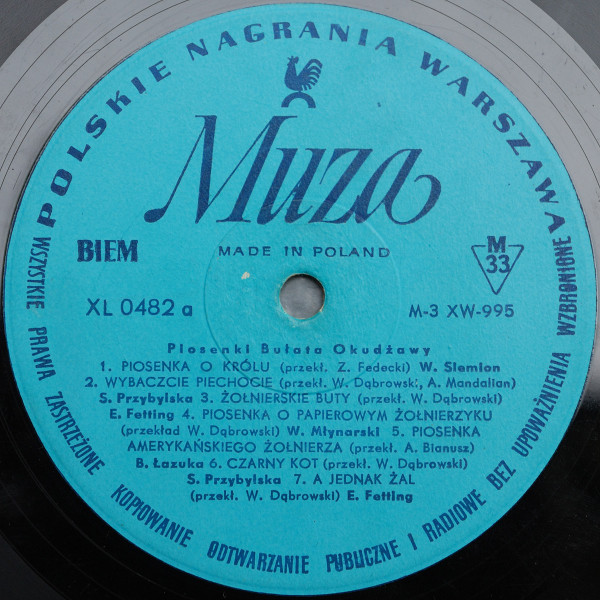 POLSKIE NAGRANIA WARSZAWA
Muza
BIEM
MADE IN POLAND
M
33
XL 0482 a
M-3 XW-995
Piosenki Bułata Okudżawy
1. PIOSENKA O KRÓLU (przekł. Z. Fedecki) W. Siemion
2. WYBACZCIE PIECHOCIE (przekł. W. Dąbrowski, A. Mandalian)
S. Przybylska 3. ŻOŁNIERSKIE BUTY (przekł. W. Dąbrowski)
E. Fetting 4. PIOSENKA O PAPIEROWYM ŻOŁNIERZYKU
(przekład W. Dąbrowski) W. Młynarski 5. PIOSENKA
AMERYKAŃSKIEGO ŻOŁNIERZA (przekł. A. Bianusz)
B. Łazuka 6. CZARNY KOT (przekł. W. Dąbrowski)
S. Przybylska 7. A JEDNAK ŻAL
(przekł. W. Dąbrowski) E. Fetting
WSZYSTKIE PRAWA ZASTRZEŻONE KOPIOWANIE ODTWARZANIE PUBLICZNE I RADIOWE BEZ UPOWAŻNIENIA WZBRONIONE